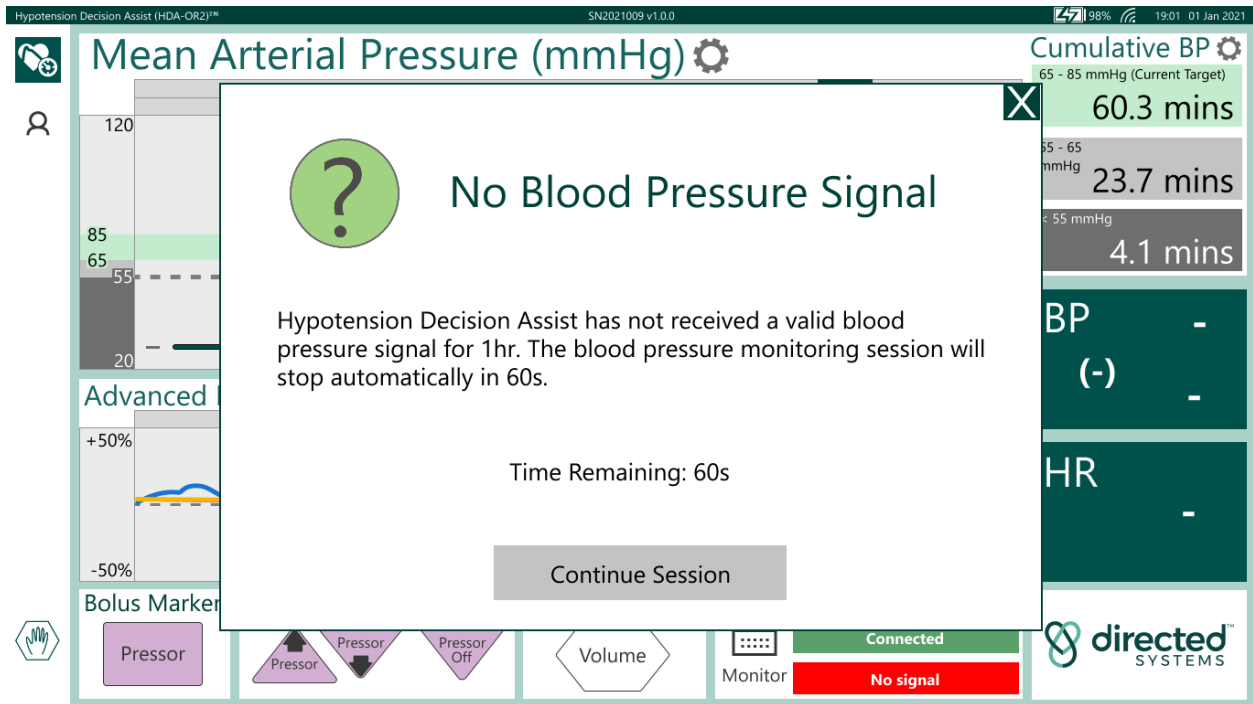 Hypotension Decision Assist (HDA-OR2)™
SN2021009 v1.0.0
98%
19:01 01 Jan 2021
Mean Arterial Pressure (mmHg)
Cumulative BP
65 - 85 mmHg (Current Target)
60.3 mins
55 - 65
mmHg
23.7 mins
< 55 mmHg
4.1 mins
120
85
65
55
20
X
?
No Blood Pressure Signal
Hypotension Decision Assist has not received a valid blood
pressure signal for 1hr. The blood pressure monitoring session will
stop automatically in 60s.
Time Remaining: 60s
Continue Session
BP
-
(-)
-
HR
-
Advanced
+50%
-50%
Bolus Marker
Pressor
Pressor
Pressor
Pressor
Off
Volume
Monitor
Connected
No signal
directed™
SYSTEMS